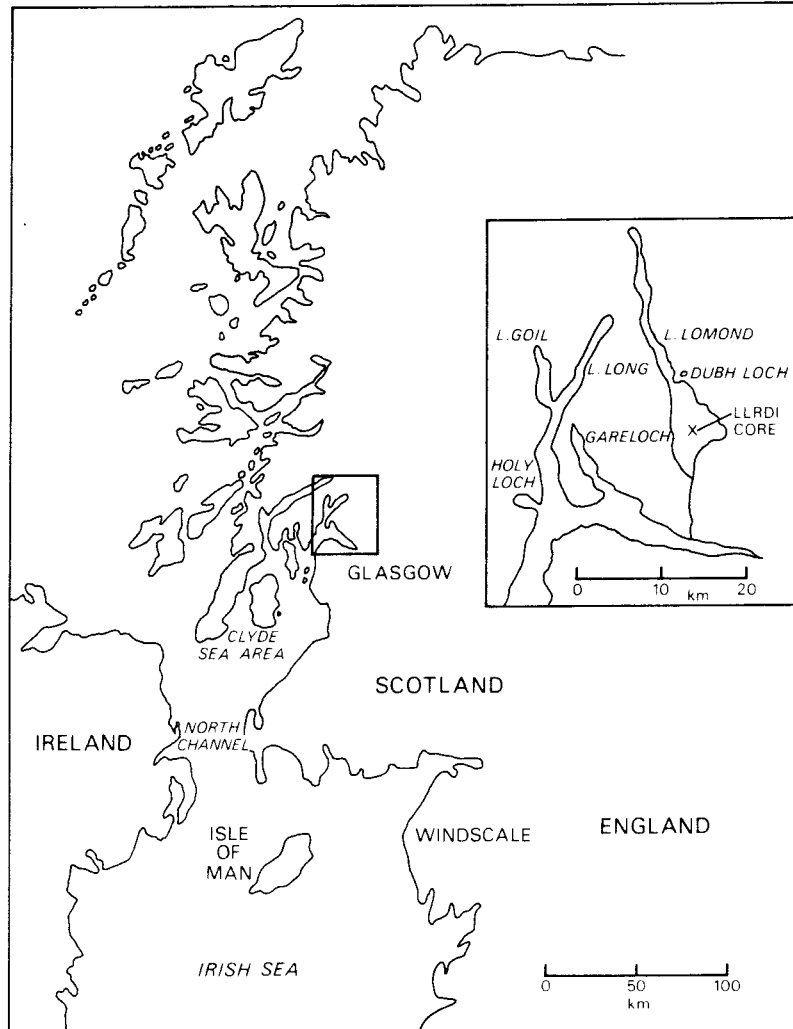 L. GOIL
L. LOMOND
L. LONG
DUBH LOCH
LLRDI
CORE
GARELOCH
HOLY
LOCH
0 10 20
km
GLASGOW
CLYDE
SEA AREA
SCOTLAND
NORTH
CHANNEL
IRELAND
ISLE
OF
MAN
WINDSCALE
ENGLAND
IRISH SEA
0 50 100
km